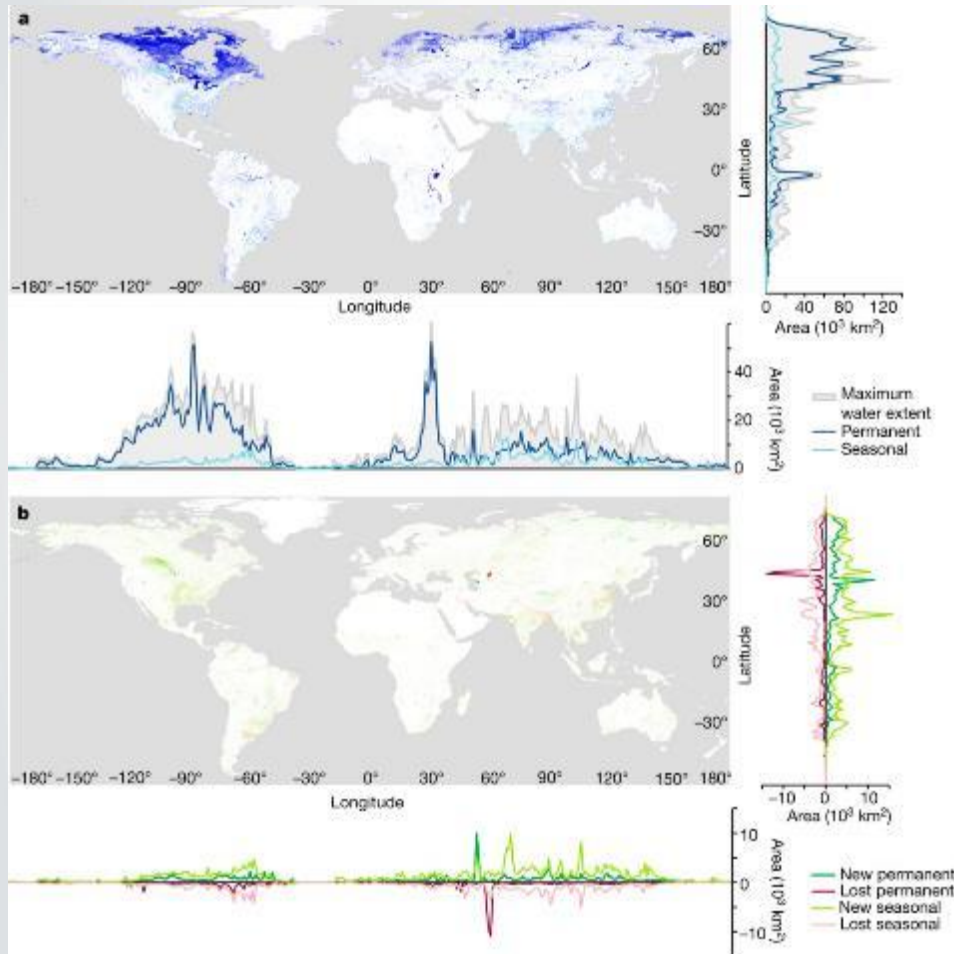 a
60°
30°
0°
−30°
Latitude
−180° −150° −120° −90° −60° −30° 0° 30° 60° 90° 120° 150° 180°
Longitude
0 40 80 120
Area (10³ km²)
40
20
0
Area (10³ km²)
Maximum
water extent
Permanent
Seasonal
b
60°
30°
0°
−30°
Latitude
−180° −150° −120° −90° −60° −30° 0° 30° 60° 90° 120° 150° 180°
Longitude
−10 0 10
Area (10³ km²)
10
0
−10
Area (10³ km²)
New permanent
Lost permanent
New seasonal
Lost seasonal